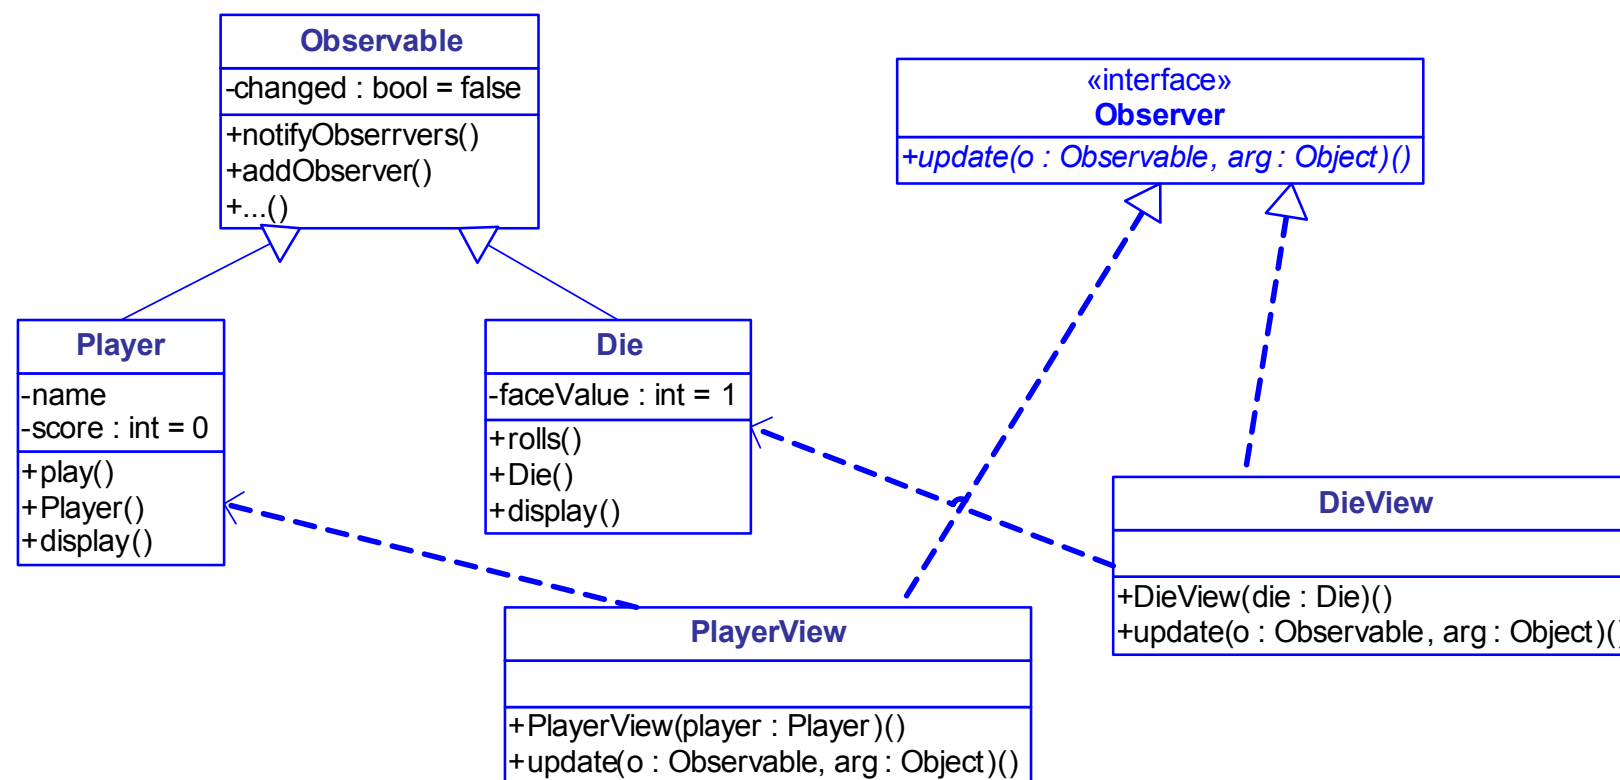 Observable
-changed : bool = false
+notifyObserrvers()
+addObserver()
+...()
«interface»
Observer
+update(o : Observable, arg : Object)()
Player
-name
-score : int = 0
+play()
+Player()
+display()
Die
-faceValue : int = 1
+rolls()
+Die()
+display()
DieView
+DieView(die : Die)()
+update(o : Observable, arg : Object)()
PlayerView
+PlayerView(player : Player)()
+update(o : Observable, arg : Object)()